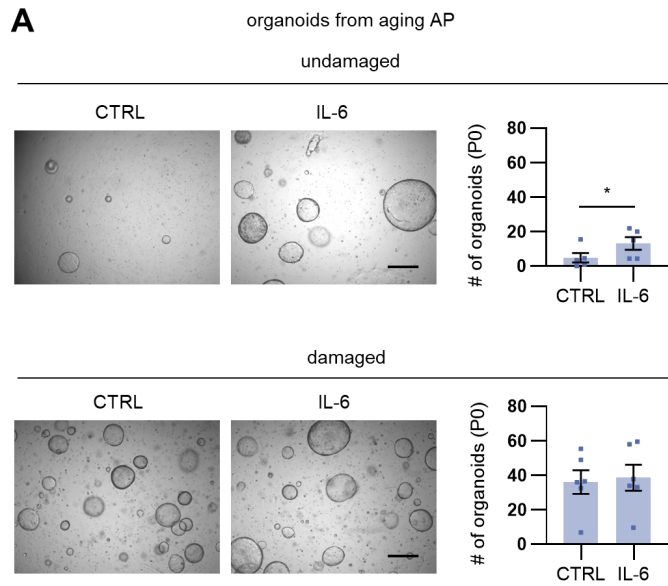 A
organoids from aging AP
undamaged
CTRL
IL-6
# of organoids (P0)
80
60
40
20
0
*
CTRL
IL-6
damaged
CTRL
IL-6
# of organoids (P0)
80
60
40
20
0
CTRL
IL-6